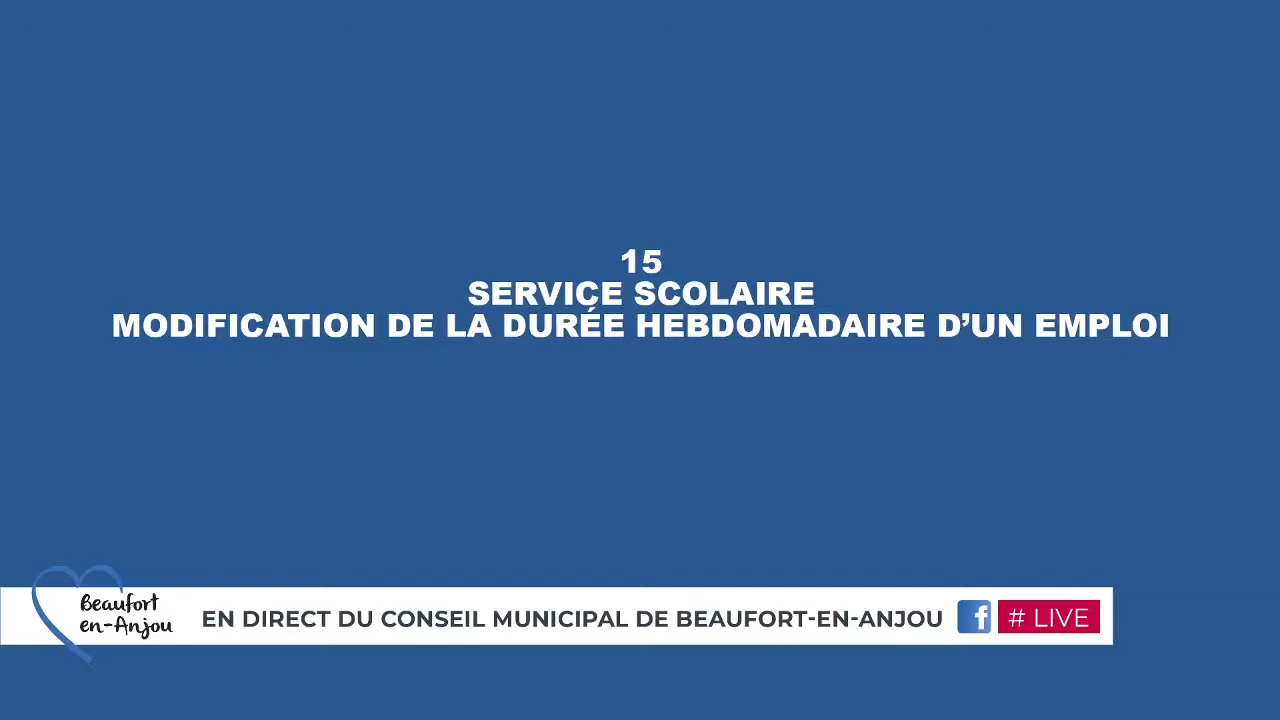 15
SERVICE SCOLAIRE
MODIFICATION DE LA DURÉE HEBDOMADAIRE D’UN EMPLOI
Beaufort
en-Anjou
EN DIRECT DU CONSEIL MUNICIPAL DE BEAUFORT-EN-ANJOU
f
# LIVE